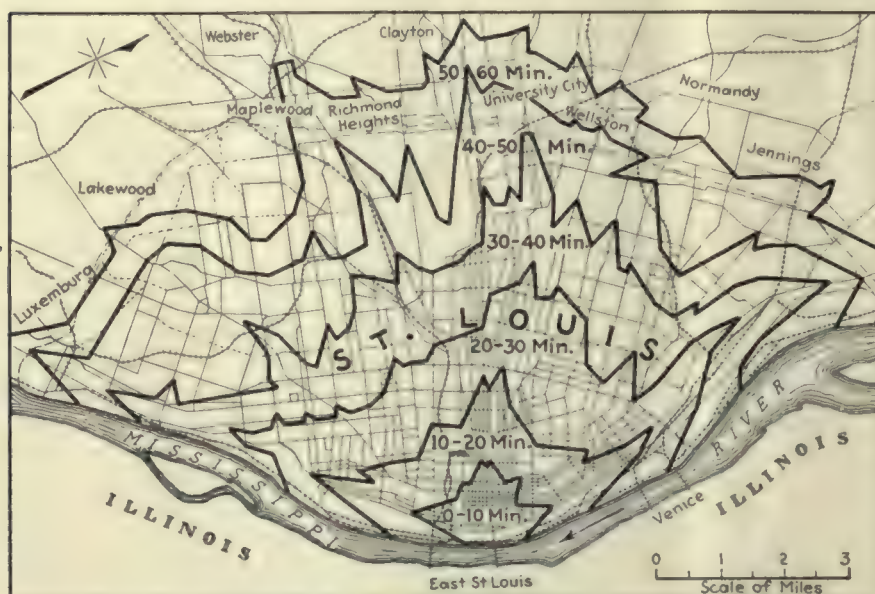 Webster
Clayton
50-60 Min.
University City
Normandy
Maplewood
Richmond
Heights
Wellston
40-50 Min.
Jennings
Lakewood
30-40 Min.
Luxemburg
ST. LOUIS
20-30 Min.
10-20 Min.
MISSISSIPPI
RIVER
ILLINOIS
ILLINOIS
0-10 Min.
Venice
East St Louis
0 1 2 3
Scale of Miles